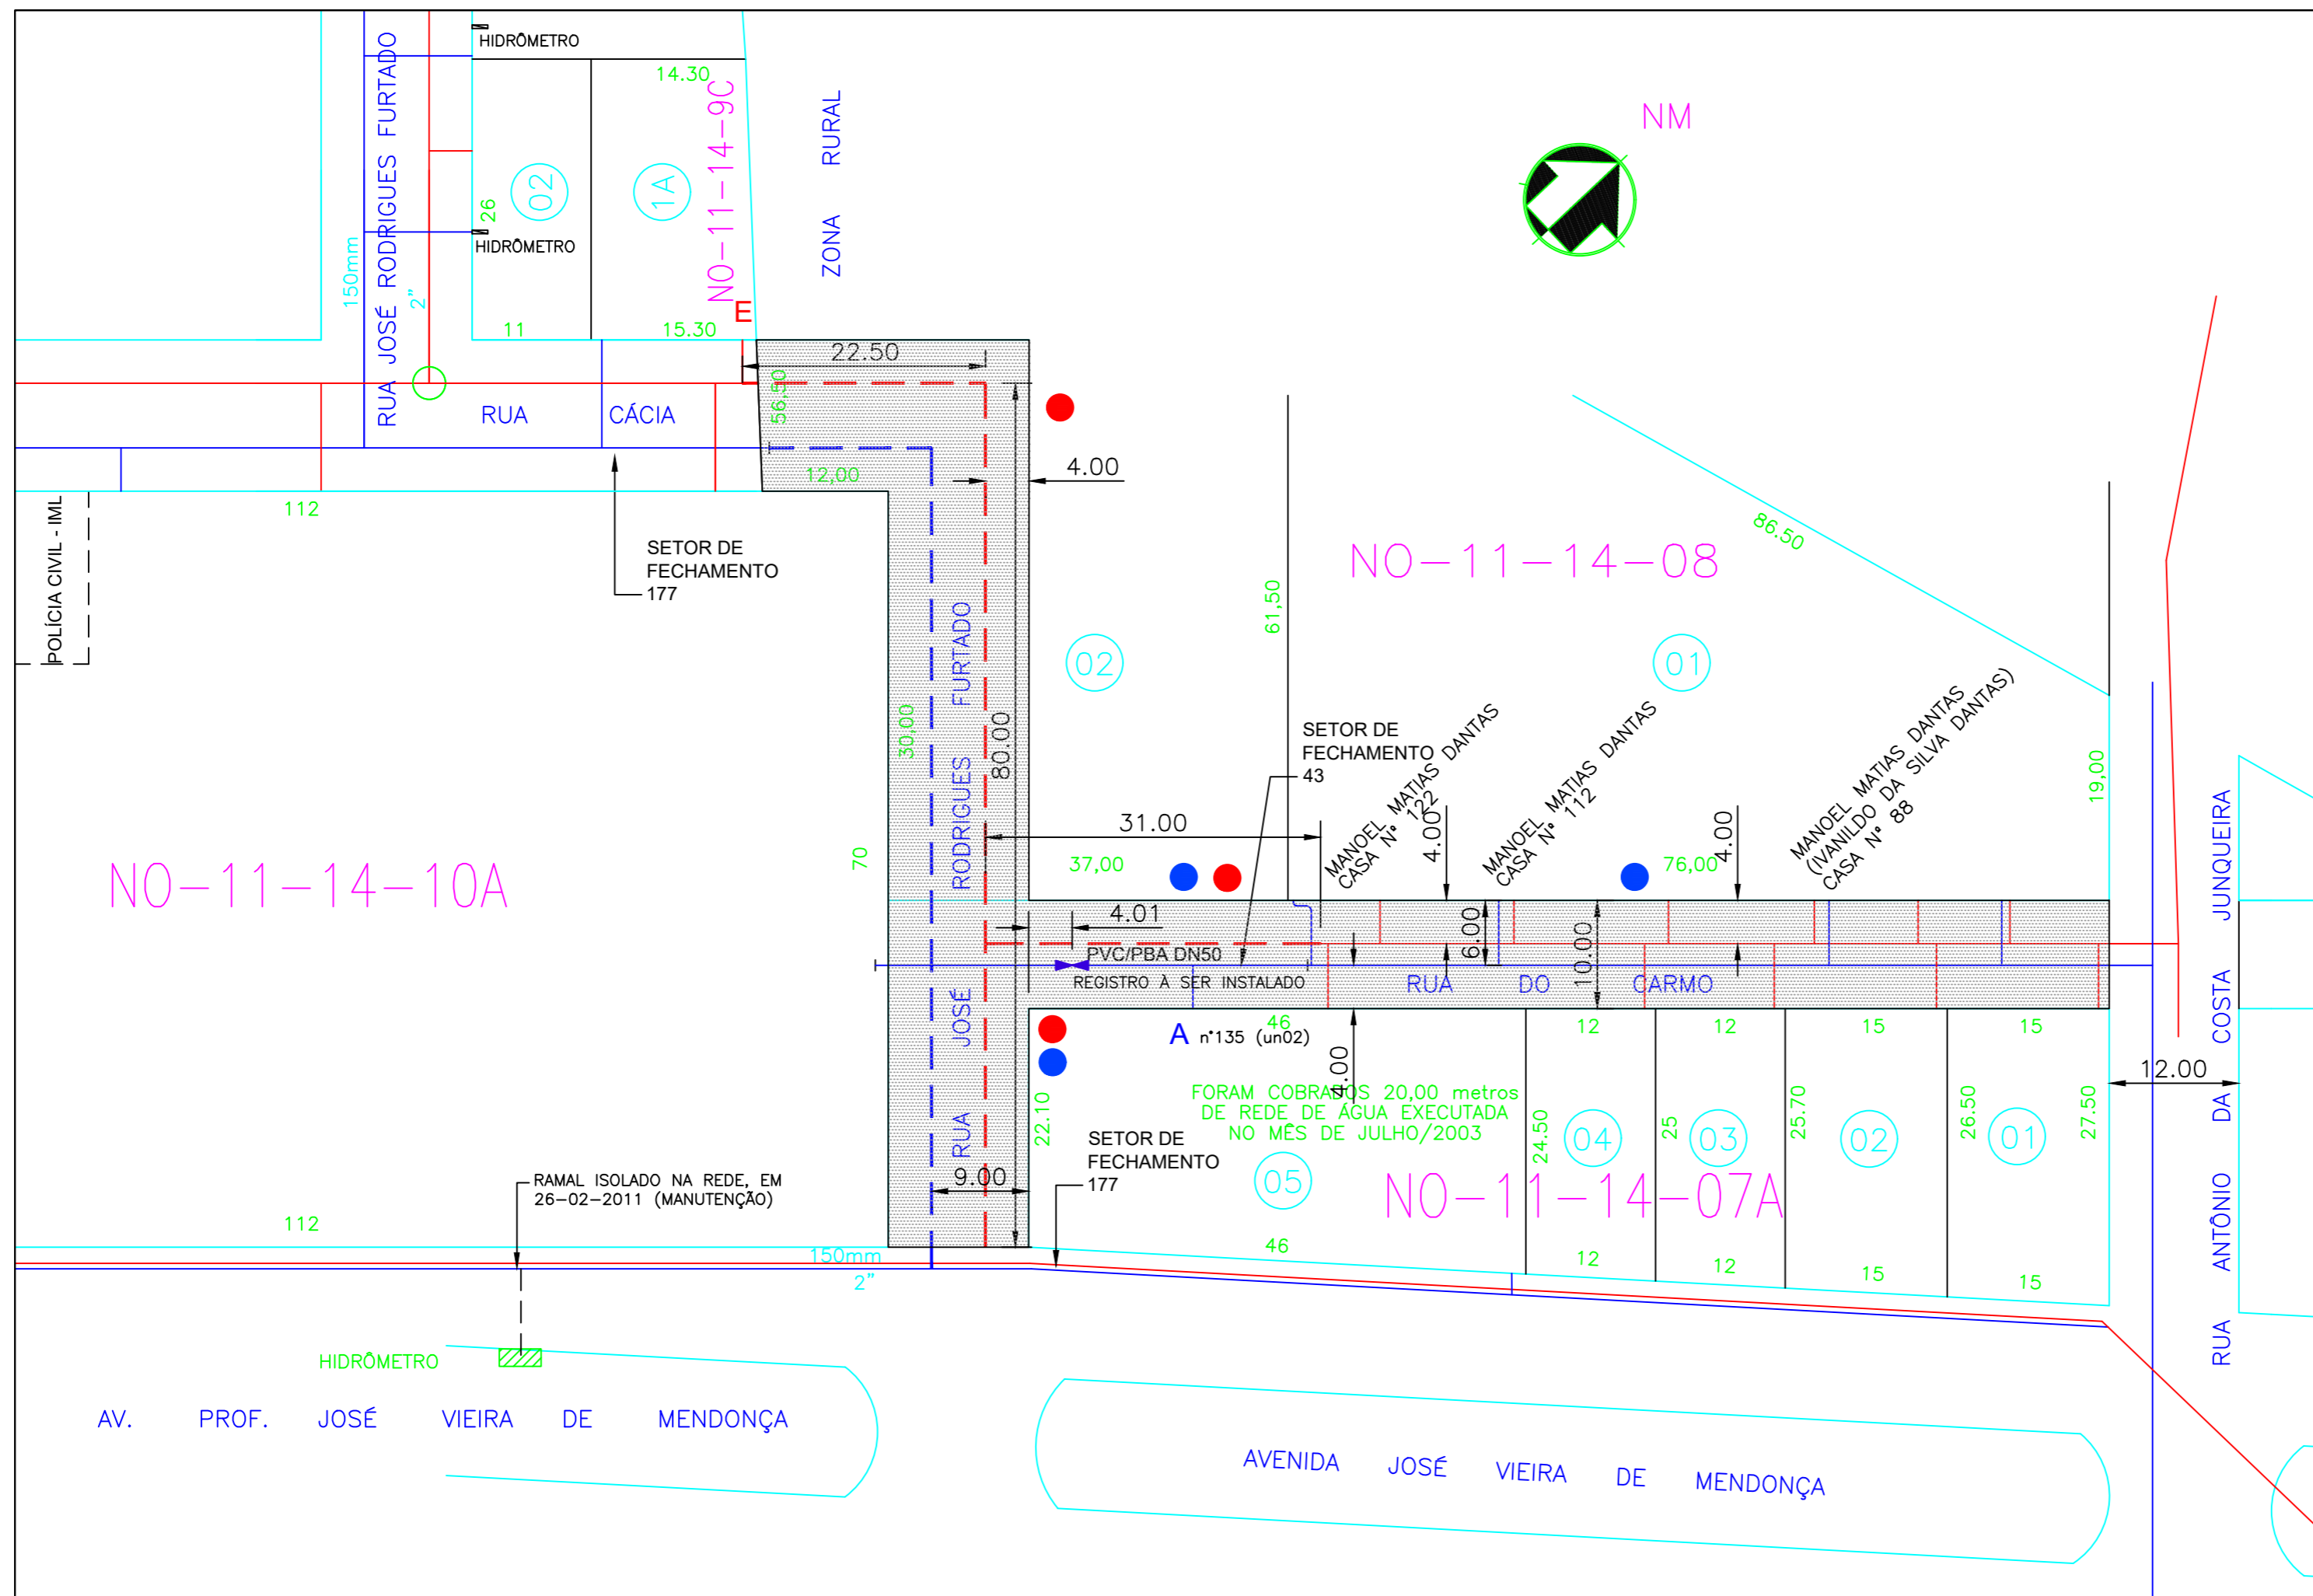 HIDRÔMETRO
14.30
RUA JOSÉ RODRIGUES FURTADO
NO-11-14-9C
ZONA RURAL
NM
26
02
1A
HIDRÔMETRO
150mm
2"
11
15.30
E
22.50
56,50
RUA CÁCIA
12,00
4.00
112
POLÍCIA CIVIL - IML
SETOR DE
FECHAMENTO
177
NO-11-14-08
86.50
61,50
02
01
30,00
80.00
RUA JOSÉ RODRIGUES FURTADO
SETOR DE
FECHAMENTO
43
MANOEL MATIAS DANTAS
CASA N° 122
MANOEL MATIAS DANTAS
CASA N° 112
MANOEL MATIAS DANTAS
(IVANILDO DA SILVA DANTAS)
CASA N° 88
19,00
31.00
37,00
4.00
76,00
4.00
NO-11-14-10A
70
4.01
6.00
10.00
PVC/PBA DN50
REGISTRO À SER INSTALADO
RUA DO CARMO
RUA ANTÔNIO DA COSTA JUNQUEIRA
A n°135 (un02)
46
12
12
15
15
4.00
12.00
FORAM COBRADOS 20,00 metros
DE REDE DE ÁGUA EXECUTADA
NO MÊS DE JULHO/2003
22.10
24.50
04
25
03
25.70
02
26.50
01
27.50
SETOR DE
FECHAMENTO
177
9.00
05
NO-11-14-07A
RAMAL ISOLADO NA REDE, EM
26-02-2011 (MANUTENÇÃO)
112
150mm
2"
46
12
12
15
15
HIDRÔMETRO
AV. PROF. JOSÉ VIEIRA DE MENDONÇA
AVENIDA JOSÉ VIEIRA DE MENDONÇA